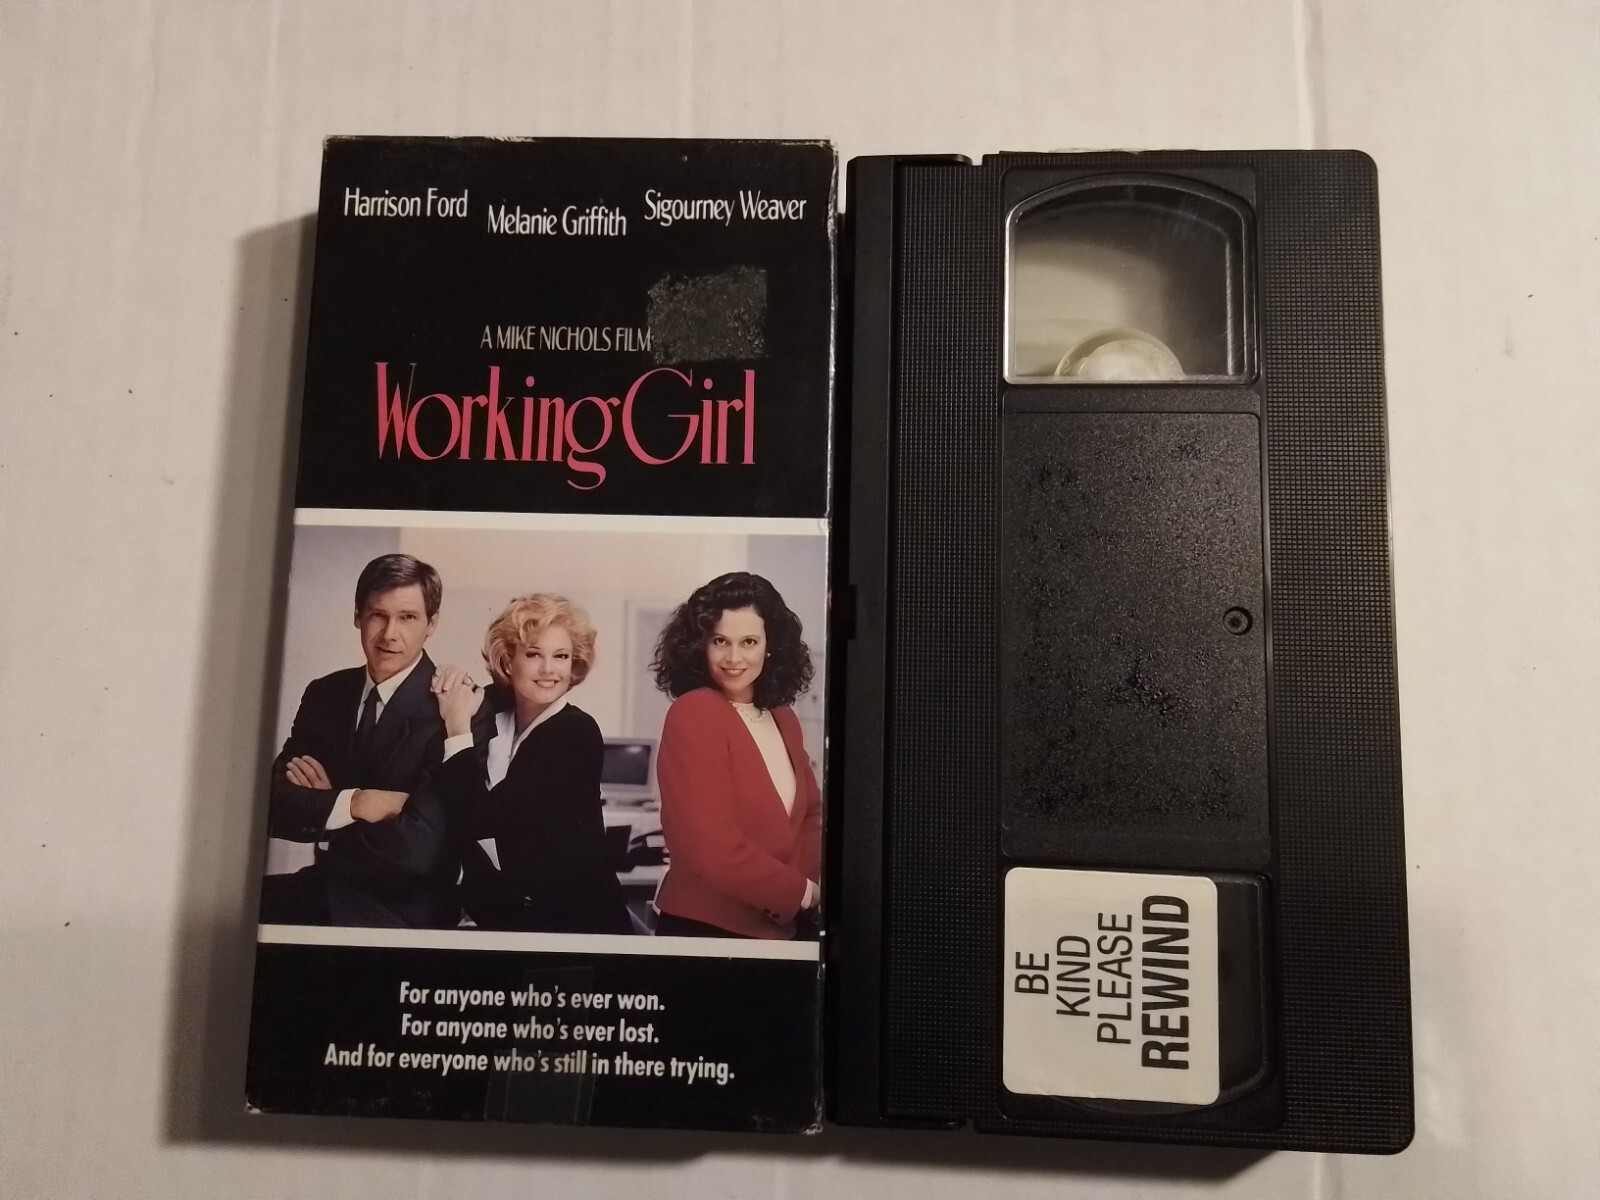 Harrison Ford Melanie Griffith Sigourney Weaver
A MIKE NICHOLS FILM
Working Girl
For anyone who's ever won.
For anyone who's ever lost.
And for everyone who's still in there trying.
BE
KIND
PLEASE
REWIND